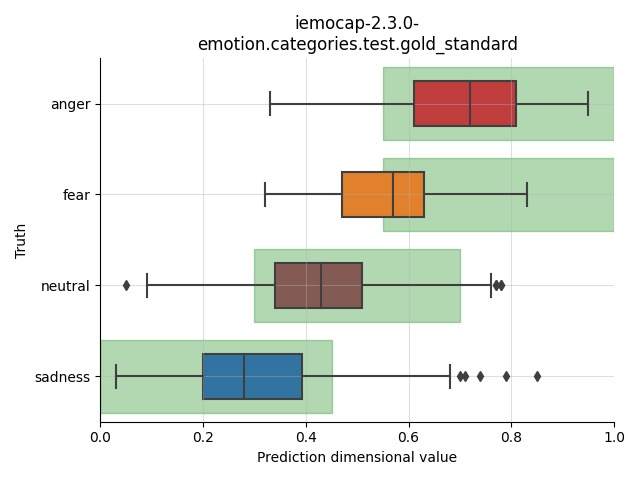 iemocap-2.3.0-
emotion.categories.test.gold_standard
anger
fear
neutral
sadness
Truth
0.0 0.2 0.4 0.6 0.8 1.0
Prediction dimensional value